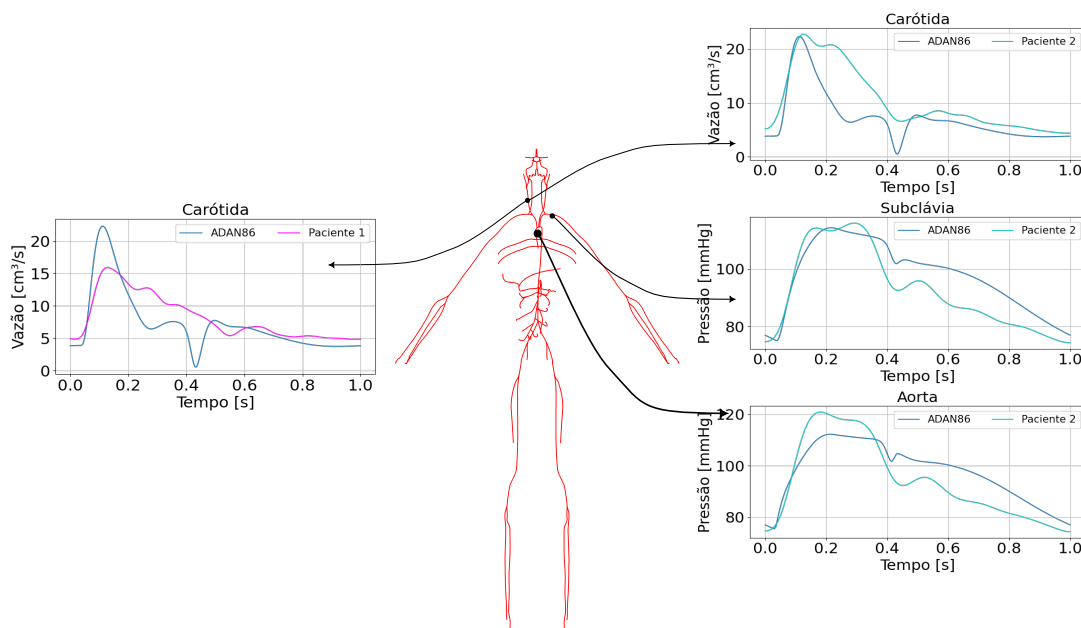 Carótida
ADAN86
Paciente 1
Vazão [cm³/s]
20
15
10
5
0
0.0 0.2 0.4 0.6 0.8 1.0
Tempo [s]
Carótida
ADAN86
Paciente 2
Vazão [cm³/s]
20
10
0
0.0 0.2 0.4 0.6 0.8 1.0
Tempo [s]
Subclávia
ADAN86
Paciente 2
Pressão [mmHg]
100
80
0.0 0.2 0.4 0.6 0.8 1.0
Tempo [s]
Aorta
ADAN86
Paciente 2
Pressão [mmHg]
120
100
80
0.0 0.2 0.4 0.6 0.8 1.0
Tempo [s]